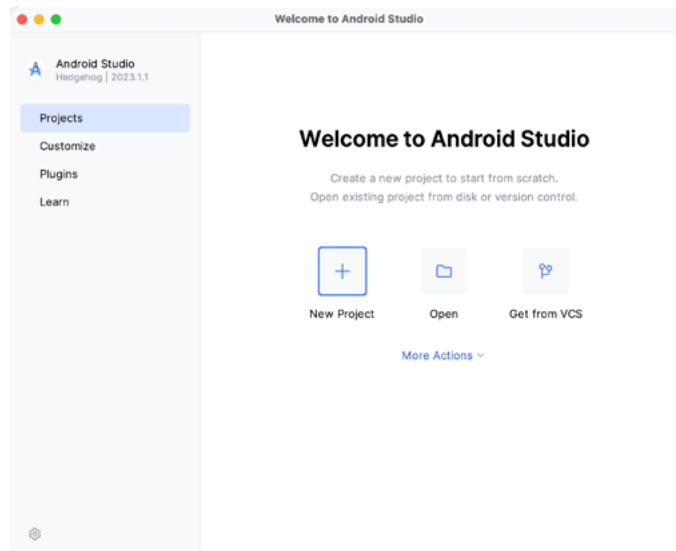 Welcome to Android Studio
Android Studio
Hedgehog | 2023.1.1
Projects
Customize
Plugins
Learn
Welcome to Android Studio
Create a new project to start from scratch.
Open existing project from disk or version control.
New Project
Open
Get from VCS
More Actions